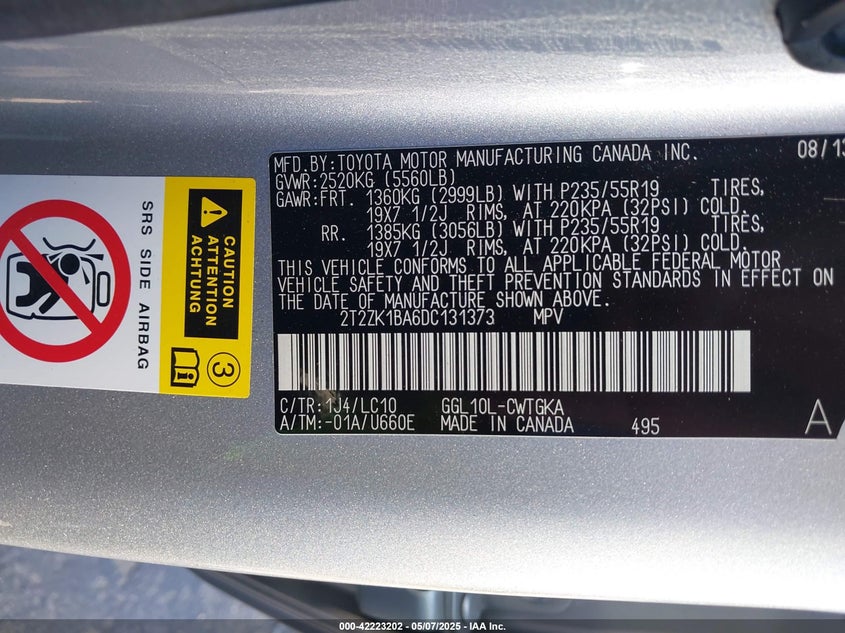 MFD. BY: TOYOTA MOTOR MANUFACTURING CANADA INC. 08/13
GVWR: 2520KG (5560LB)
GAWR: FRT. 1360KG (2999LB) WITH P235/55R19 TIRES,
19X7 1/2J RIMS, AT 220KPA (32PSI) COLD.
RR. 1385KG (3056LB) WITH P235/55R19 TIRES,
19X7 1/2J RIMS, AT 220KPA (32PSI) COLD.
THIS VEHICLE CONFORMS TO ALL APPLICABLE FEDERAL MOTOR
VEHICLE SAFETY AND THEFT PREVENTION STANDARDS IN EFFECT ON
THE DATE OF MANUFACTURE SHOWN ABOVE.
2T2ZK1BA6DC131373 MPV
C/TR: 1J4/LC10 GGL10L-CWTGKA
A/TM: -01A/U660E MADE IN CANADA 495 A
CAUTION
ATTENTION
ACHTUNG
3
SRS SIDE AIRBAG
000-42223202 - 05/07/2025 - IAA Inc.